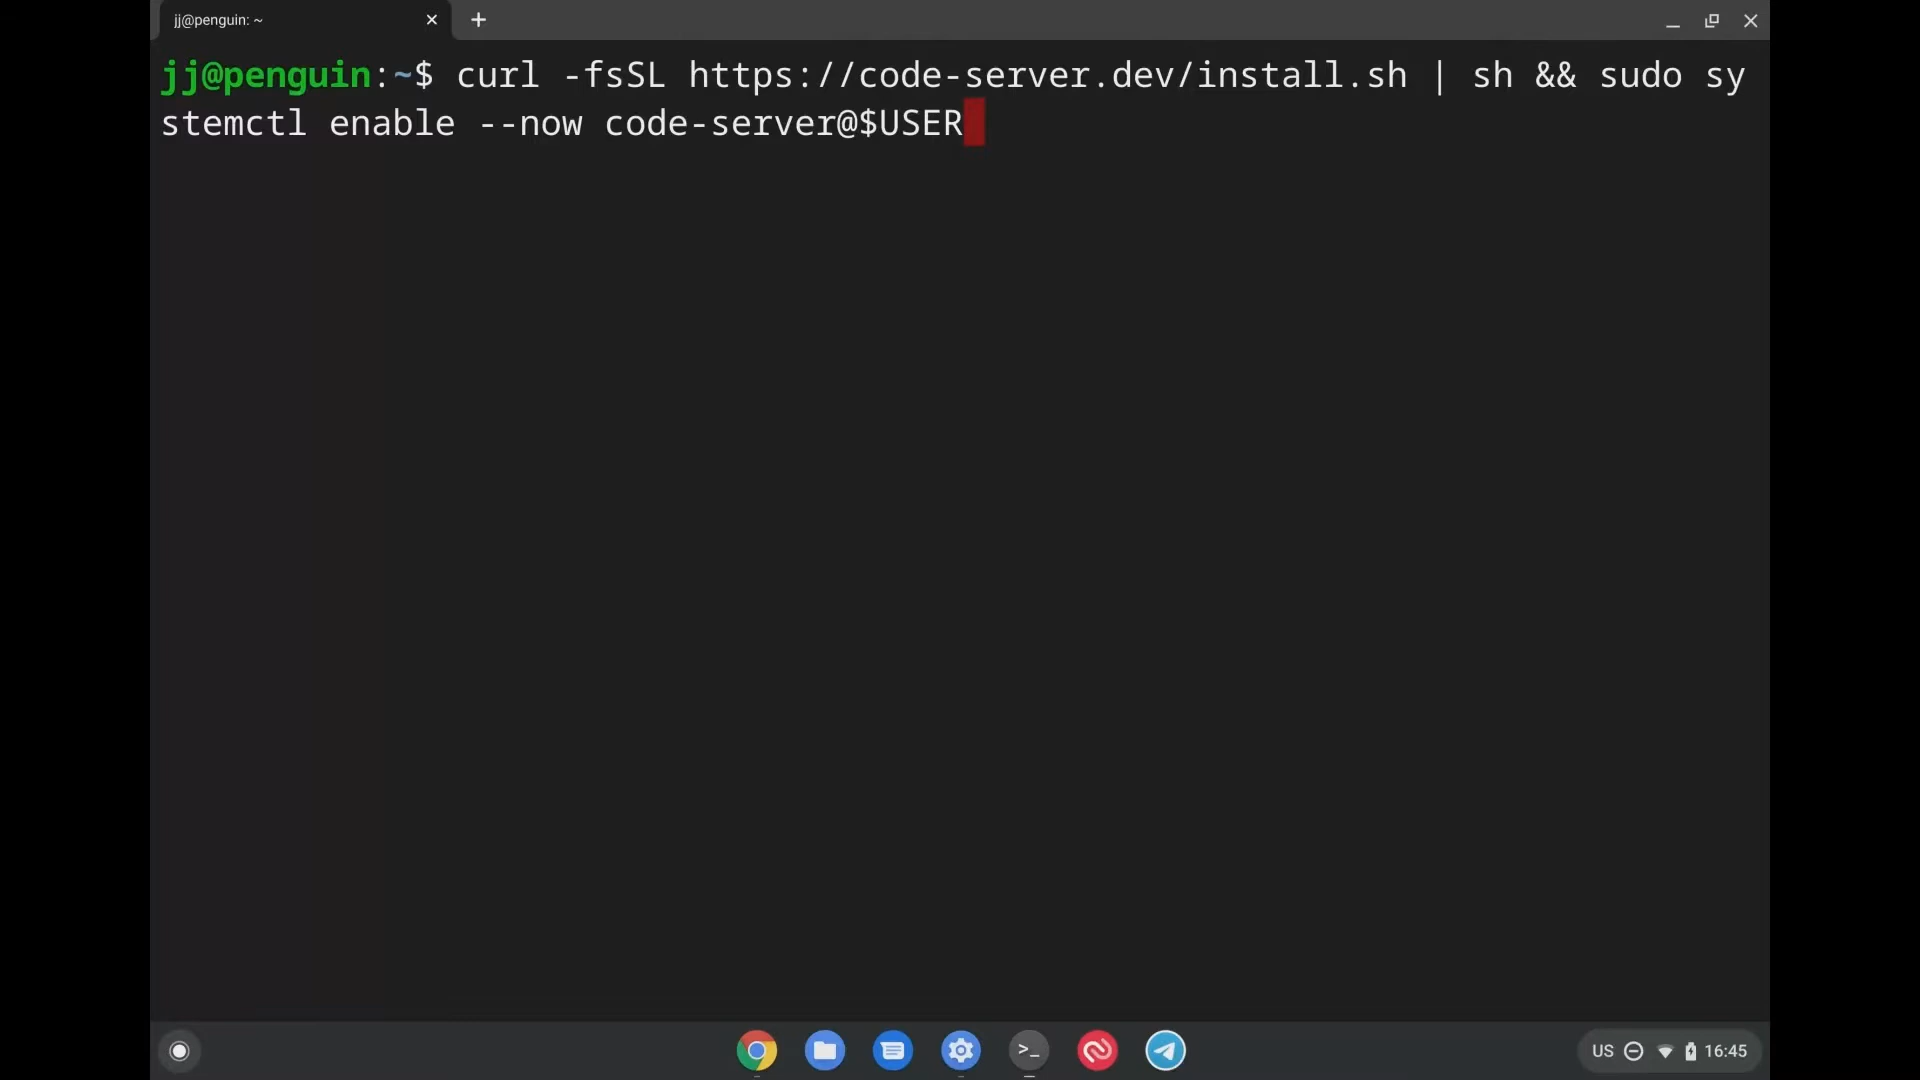 jj@penguin: ~
jj@penguin:~$ curl -fsSL https://code-server.dev/install.sh | sh && sudo sy
stemctl enable --now code-server@$USER
US 16:45